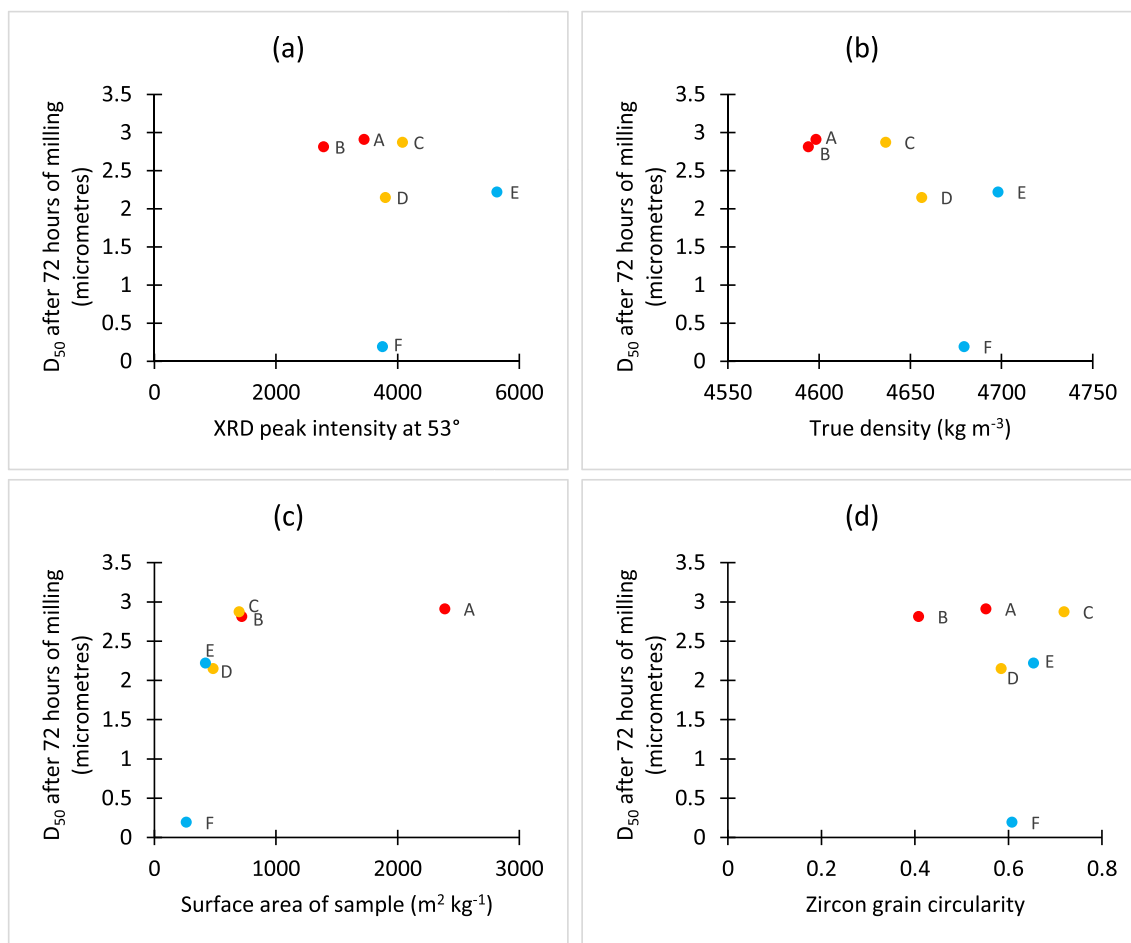 (a)
D50 after 72 hours of milling
(micrometres)
3.5
3
2.5
2
1.5
1
0.5
0
B
A
C
D
E
F
0
2000
4000
6000
XRD peak intensity at 53°
(b)
D50 after 72 hours of milling
(micrometres)
3.5
3
2.5
2
1.5
1
0.5
0
A
B
C
D
E
F
4550
4600
4650
4700
4750
True density (kg m-3)
(c)
D50 after 72 hours of milling
(micrometres)
3.5
3
2.5
2
1.5
1
0.5
0
C
B
A
E
D
F
0
1000
2000
3000
Surface area of sample (m2 kg-1)
(d)
D50 after 72 hours of milling
(micrometres)
3.5
3
2.5
2
1.5
1
0.5
0
B
A
C
E
D
F
0
0.2
0.4
0.6
0.8
Zircon grain circularity